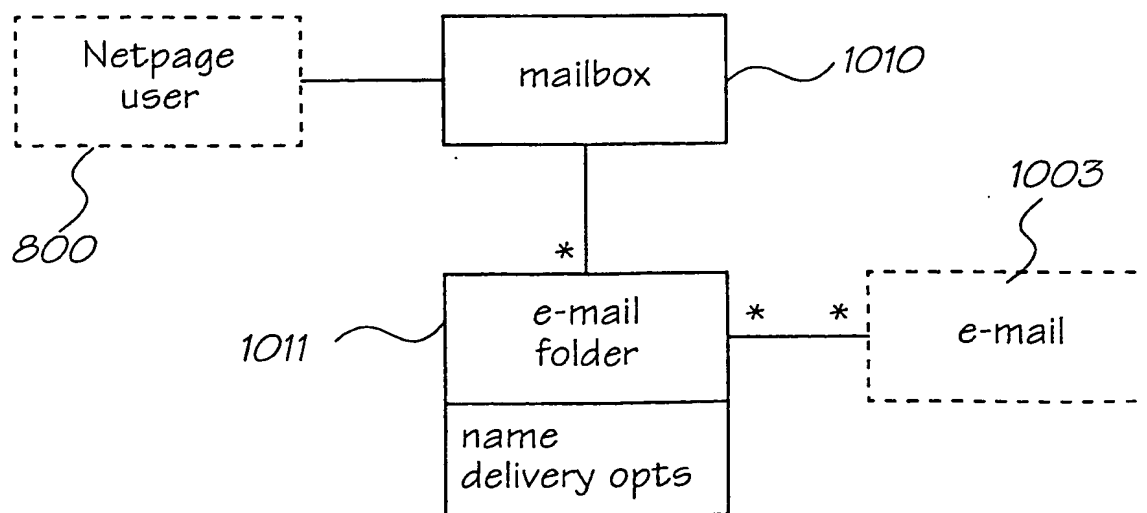 Netpage
user
mailbox
1010
800
1003
*
e-mail
folder
*
*
e-mail
1011
name
delivery opts